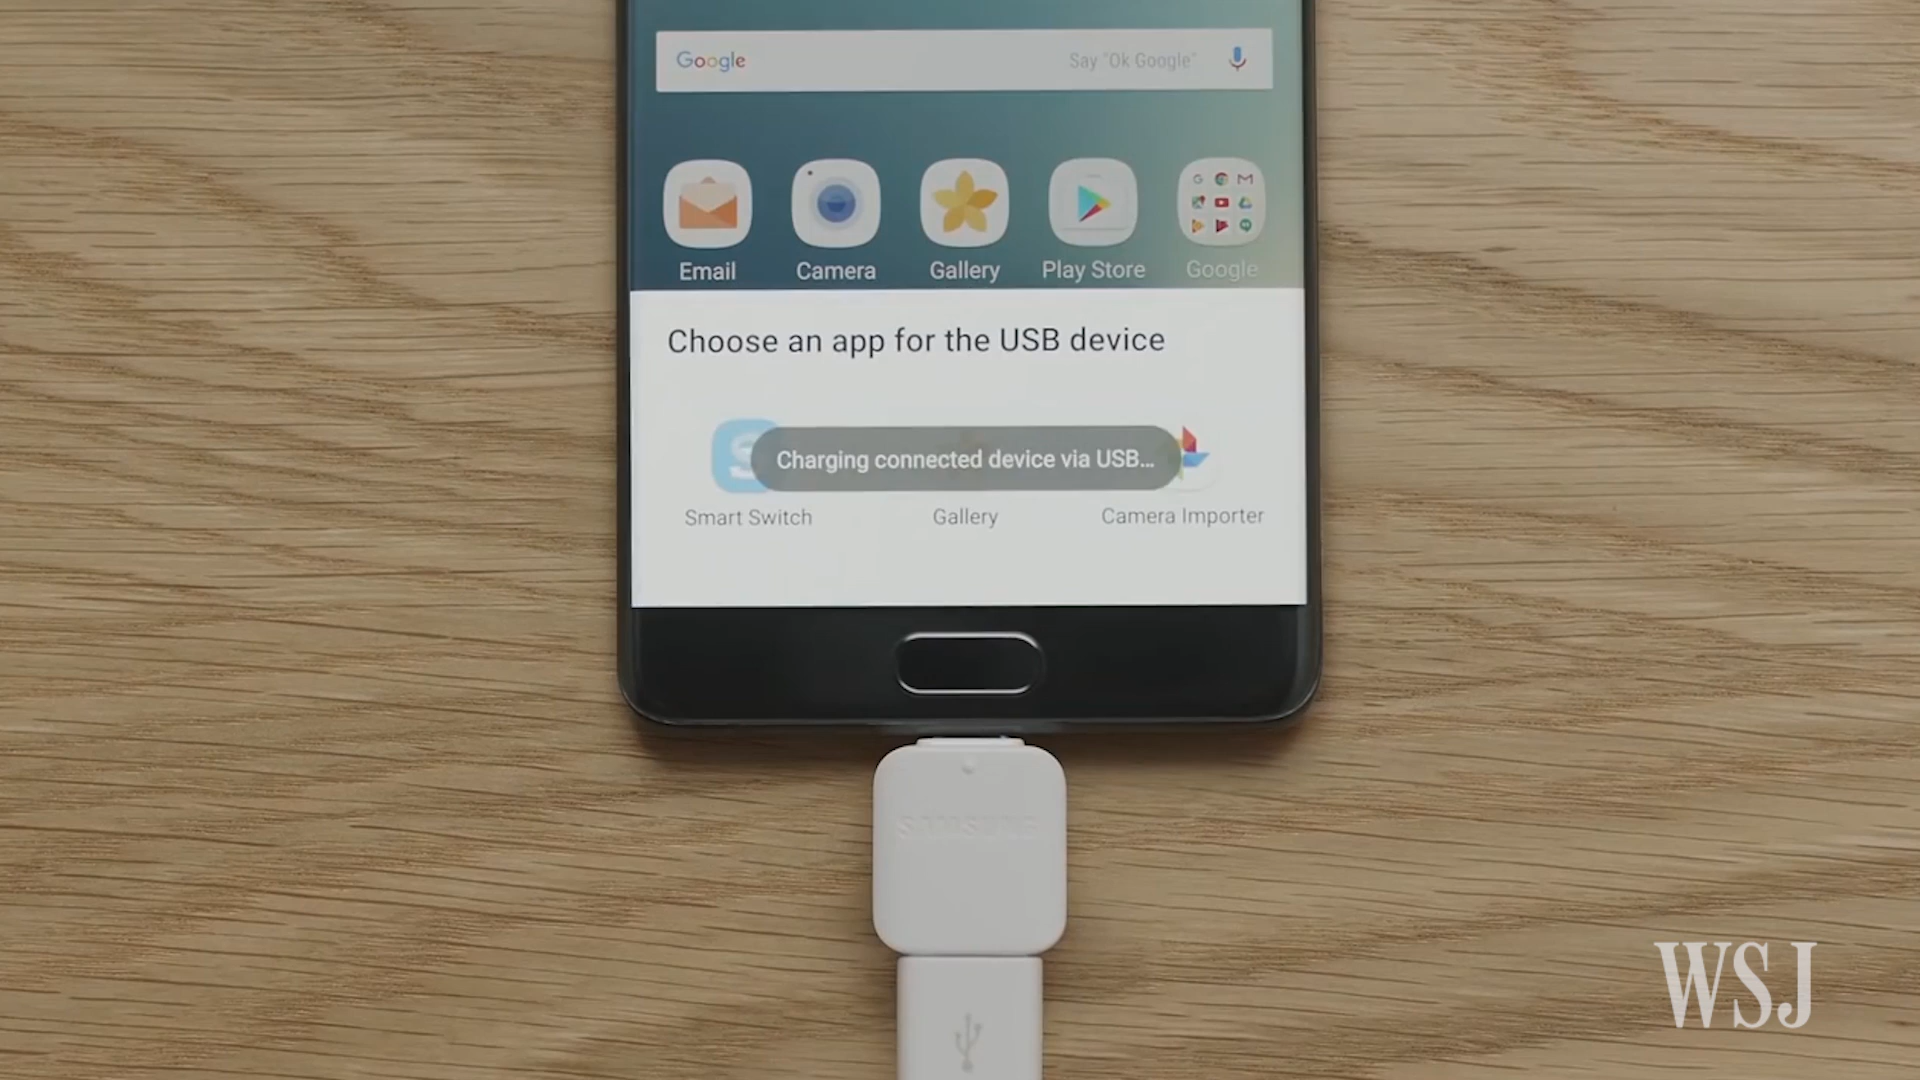 Google Say "Ok Google"
Email Camera Gallery Play Store Google
Choose an app for the USB device
Charging connected device via USB...
Smart Switch Gallery Camera Importer
SAMSUNG
WSJ